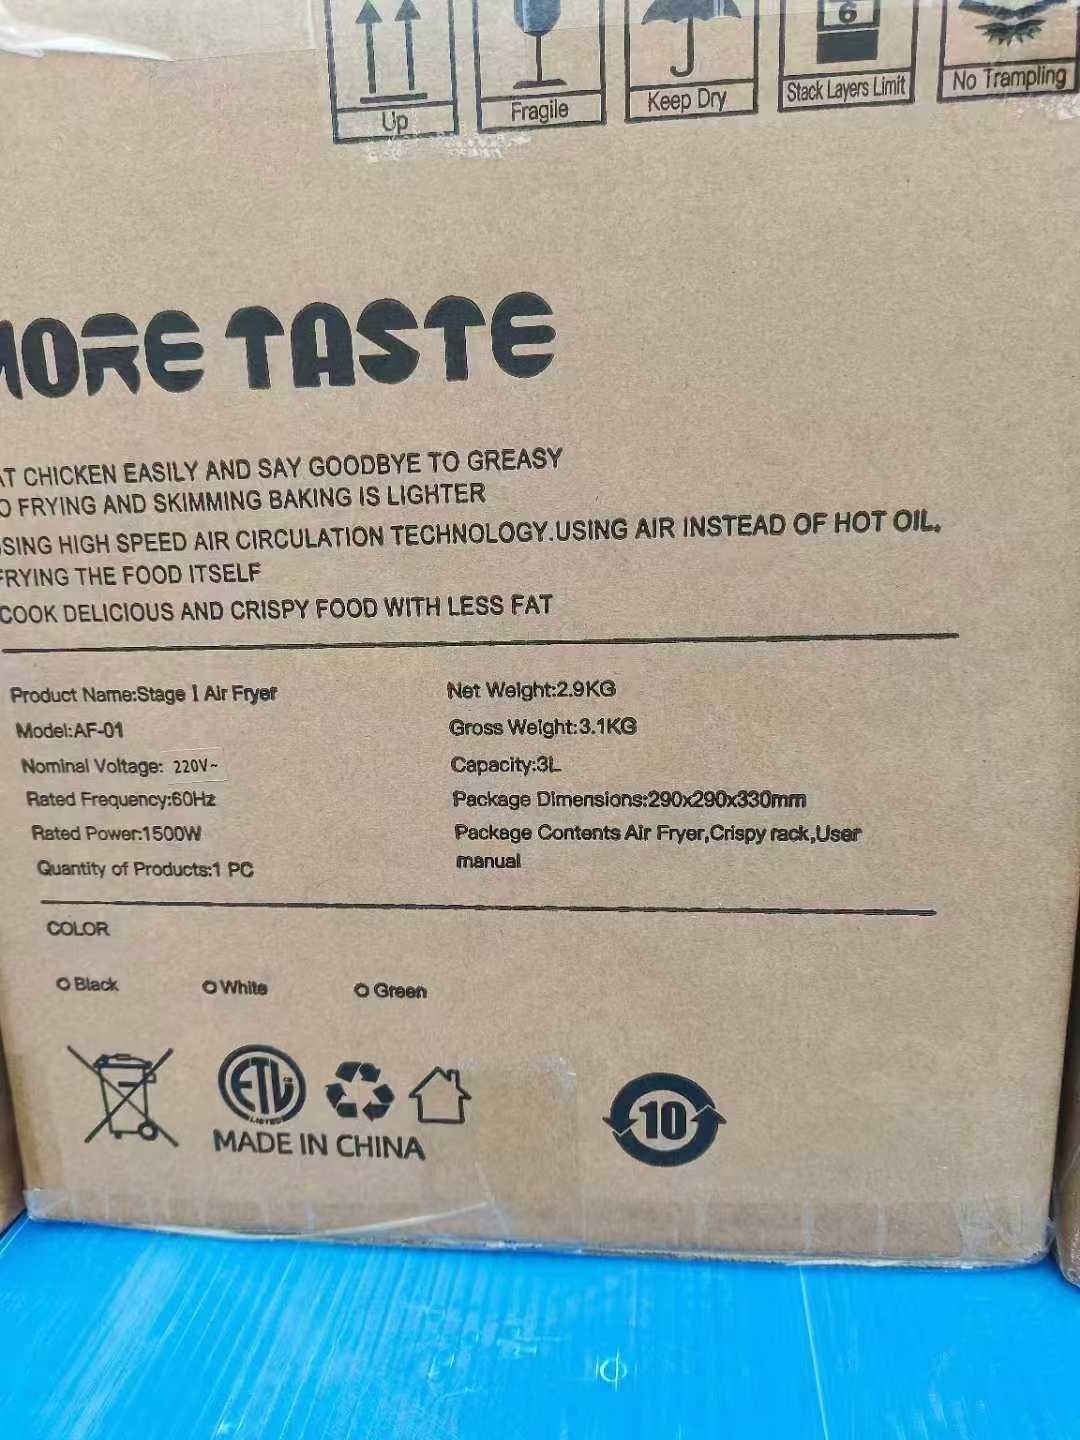 Up
Fragile
Keep Dry
6
Stack Layers Limit
No Trampling
MORE TASTE
CHICKEN EASILY AND SAY GOODBYE TO GREASY
FRYING AND SKIMMING BAKING IS LIGHTER
SING HIGH SPEED AIR CIRCULATION TECHNOLOGY.USING AIR INSTEAD OF HOT OIL.
FRYING THE FOOD ITSELF
COOK DELICIOUS AND CRISPY FOOD WITH LESS FAT
Product Name:Stage I Air Fryer
Model:AF-01
Nominal Voltage: 220V~
Rated Frequency:60Hz
Rated Power:1500W
Quantity of Products:1 PC
Net Weight:2.9KG
Gross Weight:3.1KG
Capacity:3L
Package Dimensions:290x290x330mm
Package Contents Air Fryer,Crispy rack,User
manual
COLOR
Black
White
Green
ETL
LISTED
MADE IN CHINA
10